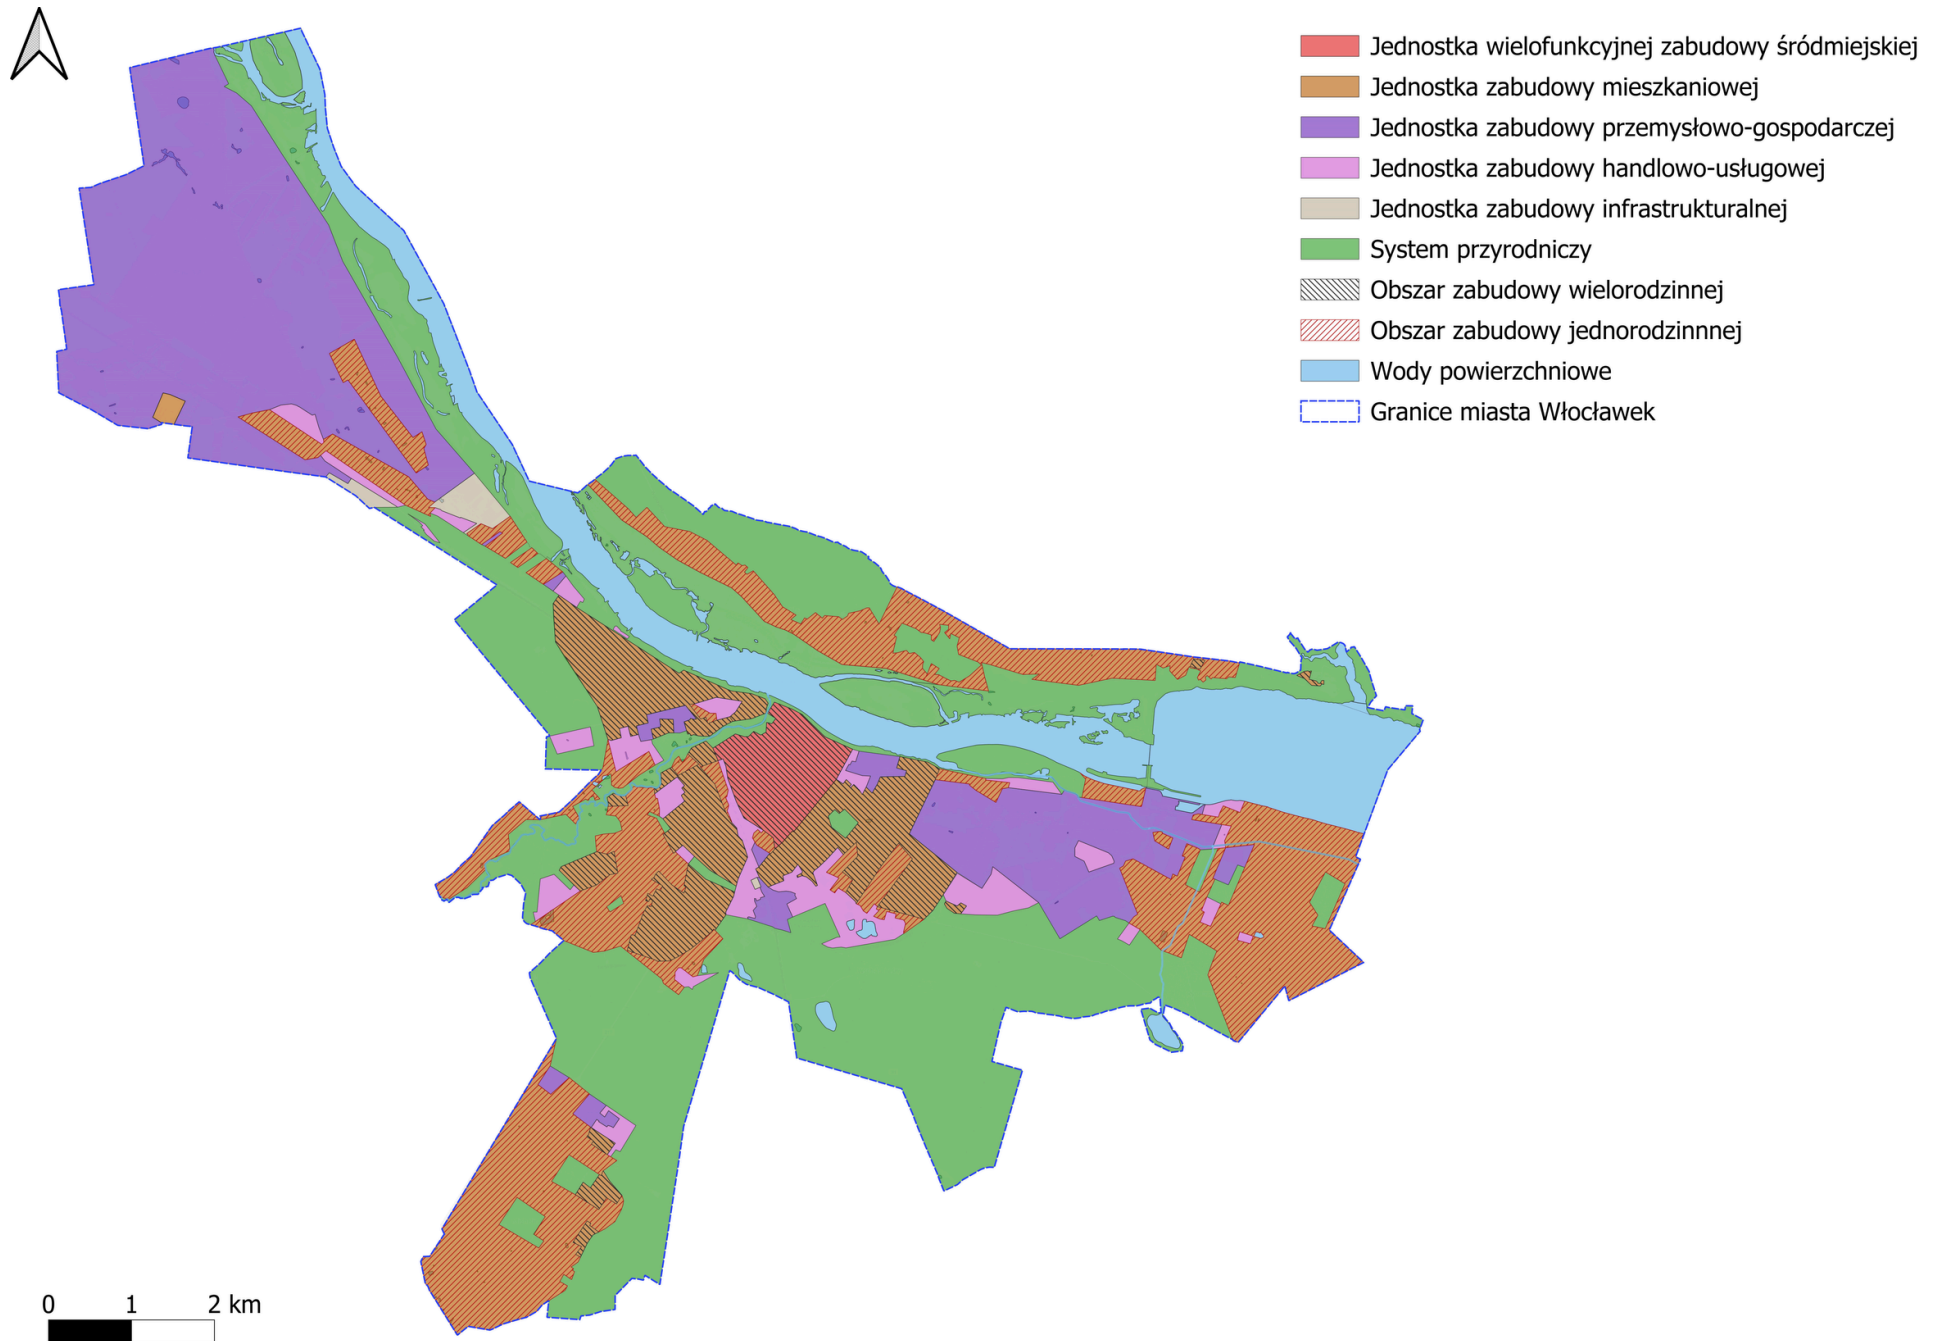 Jednostka wielofunkcyjnej zabudowy śródmiejskiej
Jednostka zabudowy mieszkaniowej
Jednostka zabudowy przemysłowo-gospodarczej
Jednostka zabudowy handlowo-usługowej
Jednostka zabudowy infrastrukturalnej
System przyrodniczy
Obszar zabudowy wielorodzinnej
Obszar zabudowy jednorodzinnnej
Wody powierzchniowe
Granice miasta Włocławek
0 1 2 km